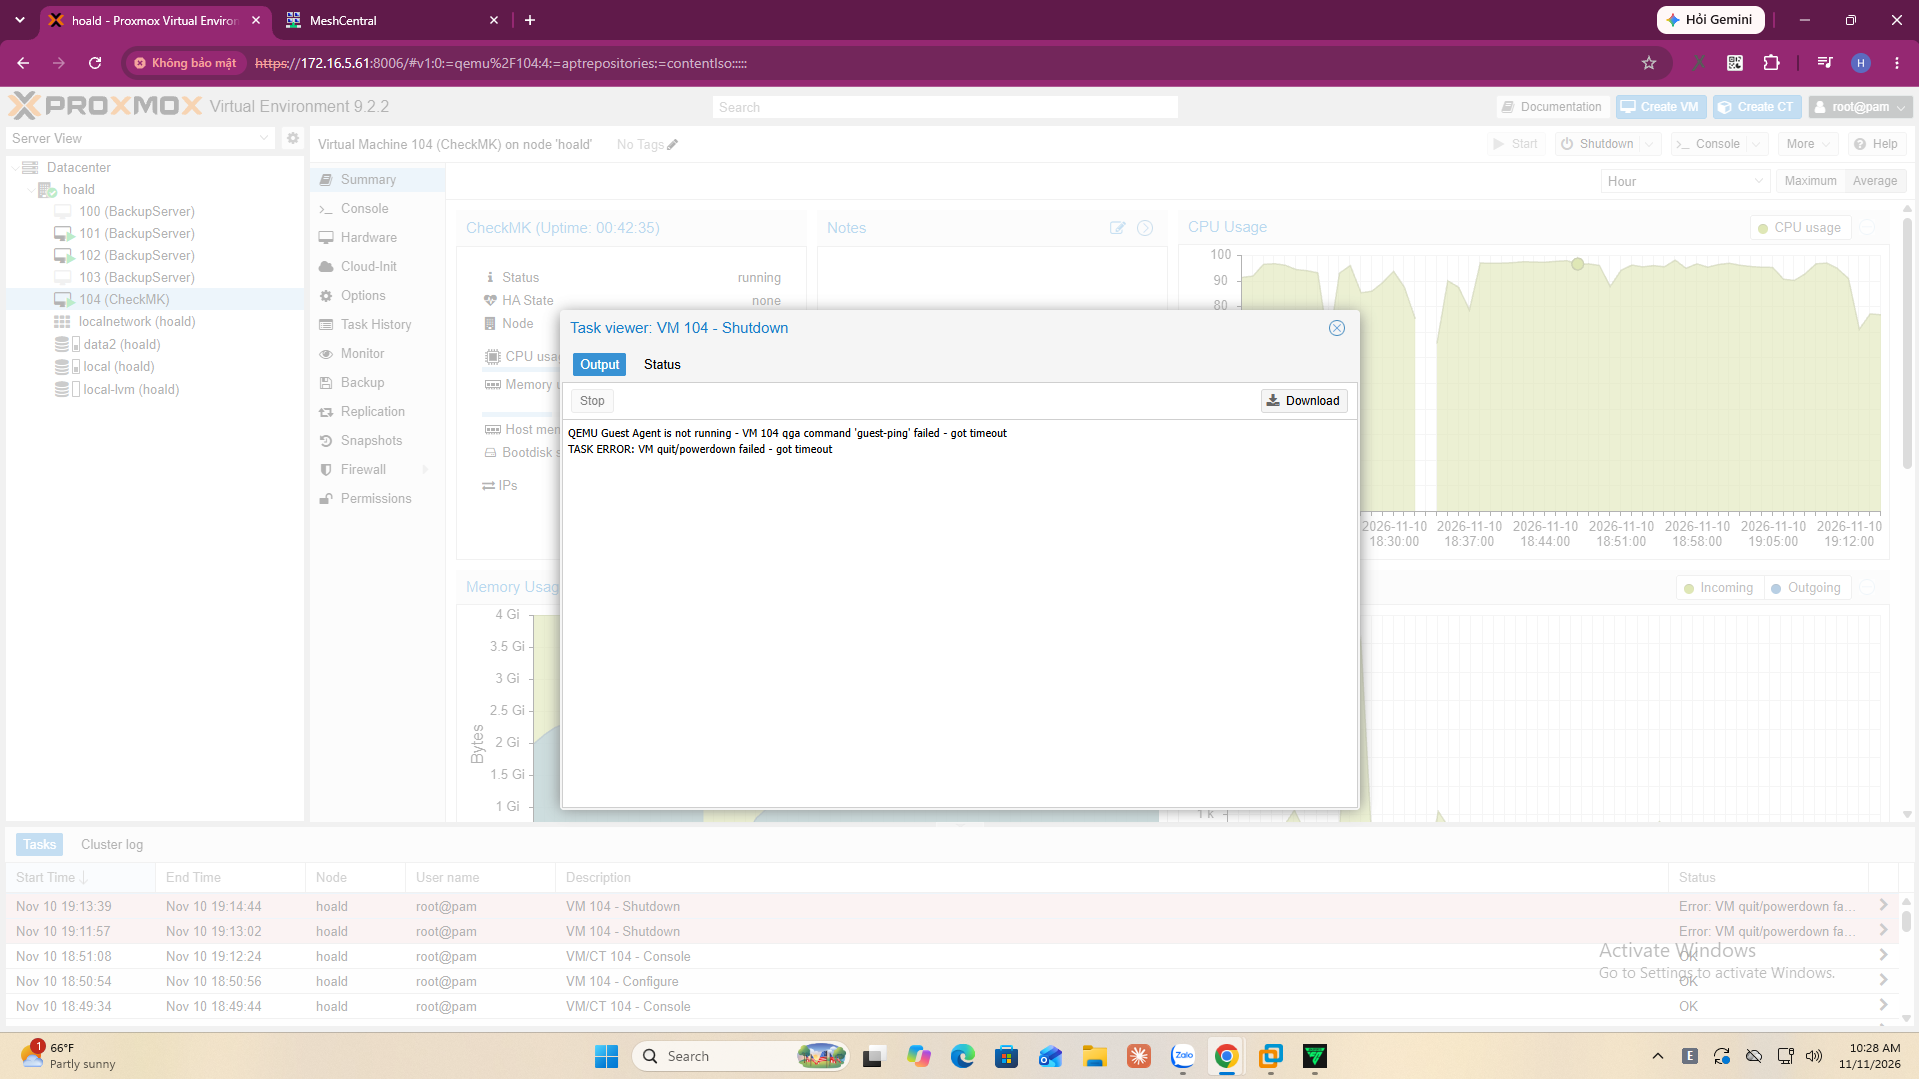 hoald - Proxmox Virtual Enviror
MeshCentral
Hỏi Gemini
Không bảo mật
https://172.16.5.61:8006/#v1:0:=qemu%2F104:4:=aptrepositories:=contentIso:::::
H
PROXMOX Virtual Environment 9.2.2
Search
Documentation
Create VM
Create CT
root@pam
Server View
Virtual Machine 104 (CheckMK) on node 'hoald'
No Tags
Start
Shutdown
Console
More
Help
Datacenter
hoald
100 (BackupServer)
101 (BackupServer)
102 (BackupServer)
103 (BackupServer)
104 (CheckMK)
localnetwork (hoald)
data2 (hoald)
local (hoald)
local-lvm (hoald)
Summary
Console
Hardware
Cloud-Init
Options
Task History
Monitor
Backup
Replication
Snapshots
Firewall
Permissions
Hour
Maximum
Average
CheckMK (Uptime: 00:42:35)
Status
running
HA State
none
Node
CPU usa
Memory u
Host mem
Bootdisk s
IPs
Notes
CPU Usage
CPU usage
100
90
80
2026-11-10 18:30:00
2026-11-10 18:37:00
2026-11-10 18:44:00
2026-11-10 18:51:00
2026-11-10 18:58:00
2026-11-10 19:05:00
2026-11-10 19:12:00
Task viewer: VM 104 - Shutdown
Output
Status
Stop
Download
QEMU Guest Agent is not running - VM 104 qga command 'guest-ping' failed - got timeout
TASK ERROR: VM quit/powerdown failed - got timeout
Memory Usag
4 Gi
3.5 Gi
3 Gi
2.5 Gi
2 Gi
1.5 Gi
1 Gi
Bytes
Incoming
Outgoing
1 k
Tasks
Cluster log
Start Time
End Time
Node
User name
Description
Status
Nov 10 19:13:39
Nov 10 19:14:44
hoald
root@pam
VM 104 - Shutdown
Error: VM quit/powerdown fa...
Nov 10 19:11:57
Nov 10 19:13:02
hoald
root@pam
VM 104 - Shutdown
Error: VM quit/powerdown fa...
Nov 10 18:51:08
Nov 10 19:12:24
hoald
root@pam
VM/CT 104 - Console
OK
Nov 10 18:50:54
Nov 10 18:50:56
hoald
root@pam
VM 104 - Configure
OK
Nov 10 18:49:34
Nov 10 18:49:44
hoald
root@pam
VM/CT 104 - Console
OK
Activate Windows
Go to Settings to activate Windows.
1
66°F
Partly sunny
Search
Zalo
E
10:28 AM
11/11/2026